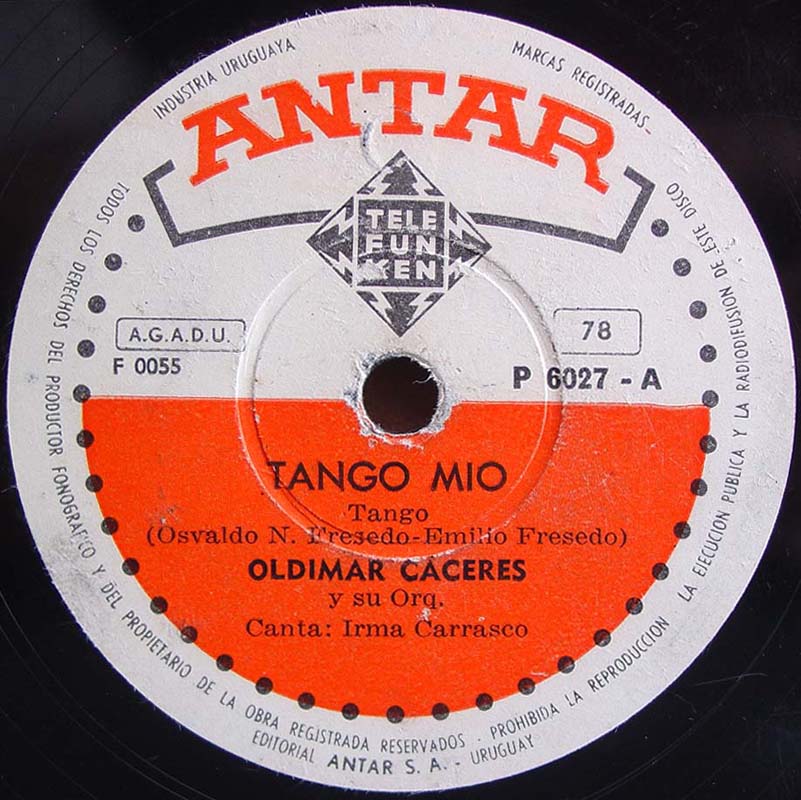 INDUSTRIA URUGUAYA
MARCAS REGISTRADAS
ANTAR
TELE
FUN
KEN
A.G.A.D.U.
78
F 0055
P 6027 - A
TANGO MIO
Tango
(Osvaldo N. Fresedo-Emilio Fresedo)
OLDIMAR CACERES
y su Orq.
Canta: Irma Carrasco
TODOS LOS DERECHOS DEL PRODUCTOR FONOGRAFICO Y DEL PROPIETARIO DE LA OBRA REGISTRADA RESERVADOS - PROHIBIDA LA REPRODUCCION - LA EJECUCION PUBLICA Y LA RADIODIFUSION DE ESTE DISCO
EDITORIAL ANTAR S. A. - URUGUAY